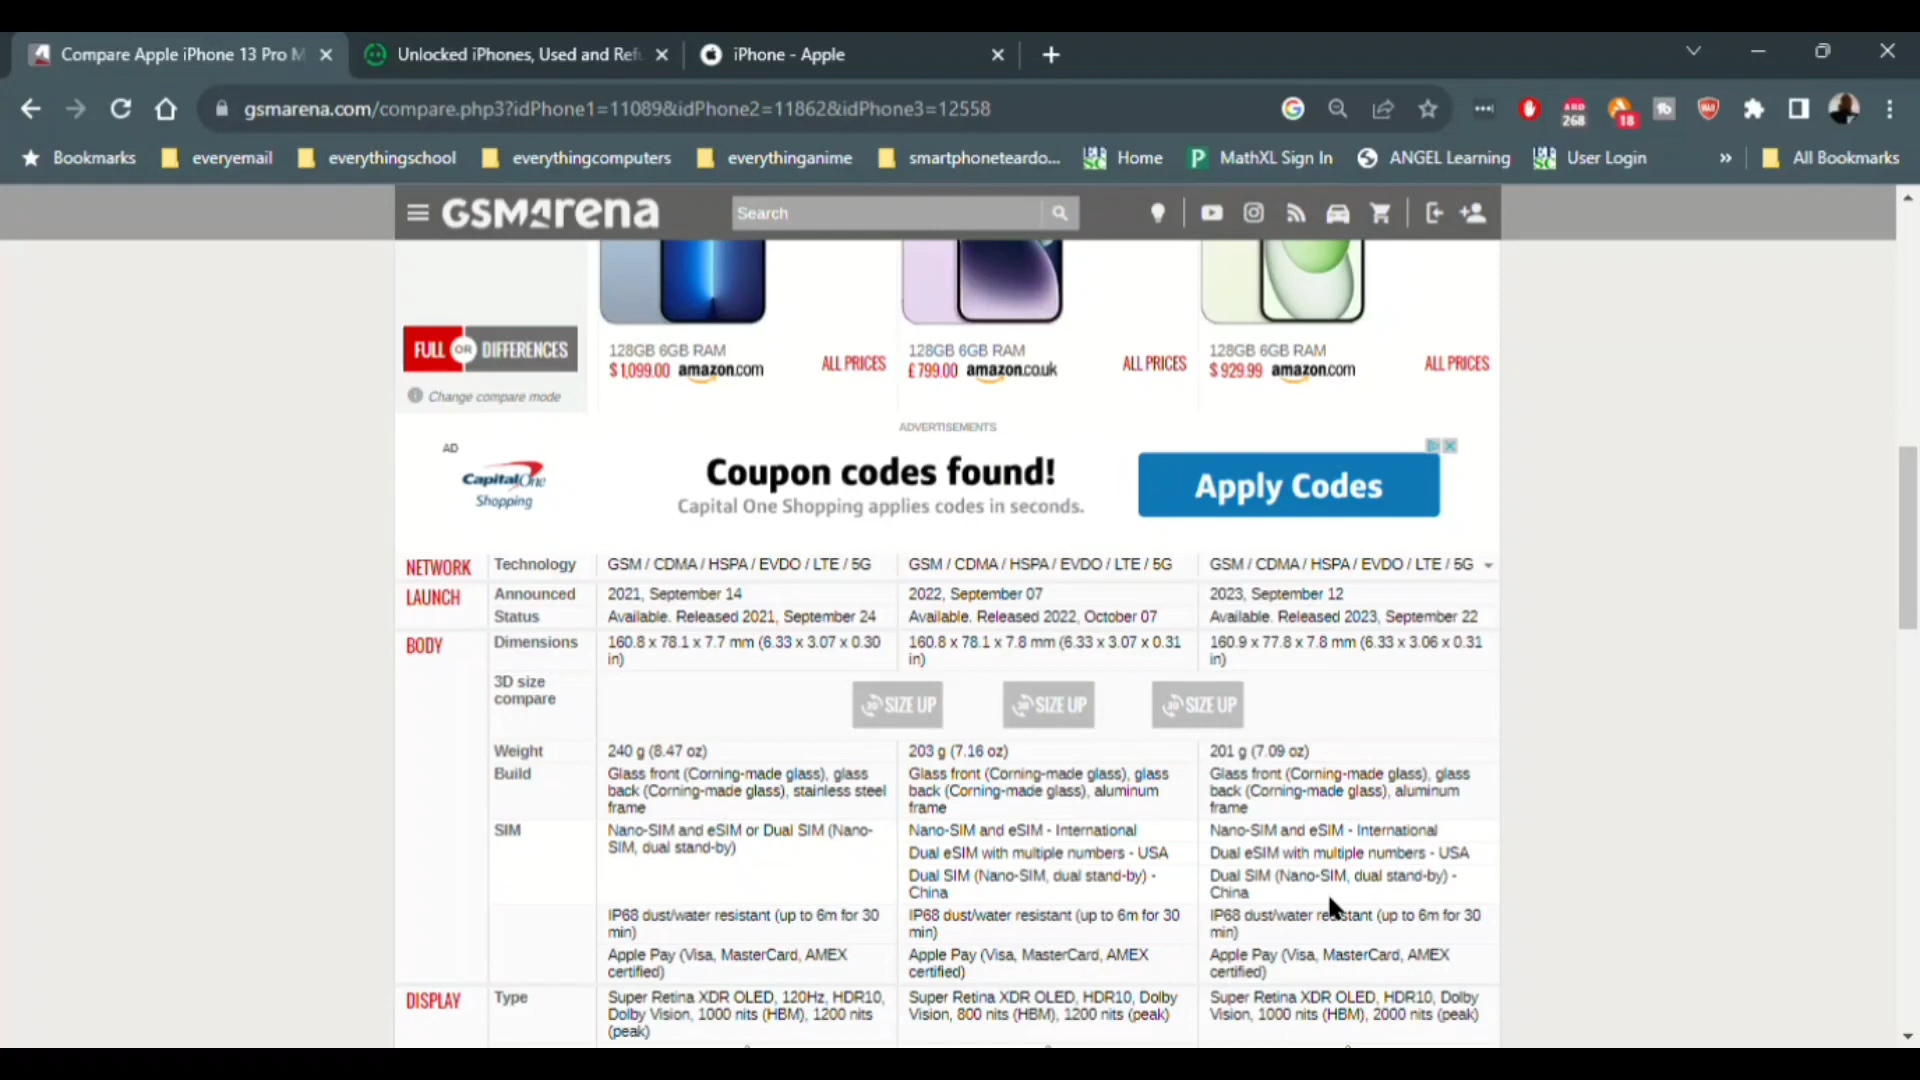 Compare Apple iPhone 13 Pro M
Unlocked iPhones, Used and Ref
iPhone - Apple
gsmarena.com/compare.php3?idPhone1=11089&idPhone2=11862&idPhone3=12558
268
18
Bookmarks
everyemail
everythingschool
everythingcomputers
everythinganime
smartphoneteardo...
Home
MathXL Sign In
ANGEL Learning
User Login
»
All Bookmarks
GSMArena
Search
FULL OR DIFFERENCES
Change compare mode
128GB 6GB RAM
$ 1,099.00 amazon.com
ALL PRICES
128GB 6GB RAM
£ 799.00 amazon.co.uk
ALL PRICES
128GB 6GB RAM
$ 929.99 amazon.com
ALL PRICES
ADVERTISEMENTS
AD
CapitalOne
Shopping
Coupon codes found!
Capital One Shopping applies codes in seconds.
Apply Codes
NETWORK Technology GSM / CDMA / HSPA / EVDO / LTE / 5G GSM / CDMA / HSPA / EVDO / LTE / 5G GSM / CDMA / HSPA / EVDO / LTE / 5G
LAUNCH Announced 2021, September 14 2022, September 07 2023, September 12
Status Available. Released 2021, September 24 Available. Released 2022, October 07 Available. Released 2023, September 22
BODY Dimensions 160.8 x 78.1 x 7.7 mm (6.33 x 3.07 x 0.30 160.8 x 78.1 x 7.8 mm (6.33 x 3.07 x 0.31 160.9 x 77.8 x 7.8 mm (6.33 x 3.06 x 0.31
in) in) in)
3D size
compare
SIZE UP SIZE UP SIZE UP
Weight 240 g (8.47 oz) 203 g (7.16 oz) 201 g (7.09 oz)
Build Glass front (Corning-made glass), glass Glass front (Corning-made glass), glass Glass front (Corning-made glass), glass
back (Corning-made glass), stainless steel back (Corning-made glass), aluminum back (Corning-made glass), aluminum
frame frame frame
SIM Nano-SIM and eSIM or Dual SIM (Nano- Nano-SIM and eSIM - International Nano-SIM and eSIM - International
SIM, dual stand-by) Dual eSIM with multiple numbers - USA Dual eSIM with multiple numbers - USA
Dual SIM (Nano-SIM, dual stand-by) - Dual SIM (Nano-SIM, dual stand-by) -
China China
IP68 dust/water resistant (up to 6m for 30 IP68 dust/water resistant (up to 6m for 30 IP68 dust/water resistant (up to 6m for 30
min) min) min)
Apple Pay (Visa, MasterCard, AMEX Apple Pay (Visa, MasterCard, AMEX Apple Pay (Visa, MasterCard, AMEX
certified) certified) certified)
DISPLAY Type Super Retina XDR OLED, 120Hz, HDR10, Super Retina XDR OLED, HDR10, Dolby Super Retina XDR OLED, HDR10, Dolby
Dolby Vision, 1000 nits (HBM), 1200 nits Vision, 800 nits (HBM), 1200 nits (peak) Vision, 1000 nits (HBM), 2000 nits (peak)
(peak)